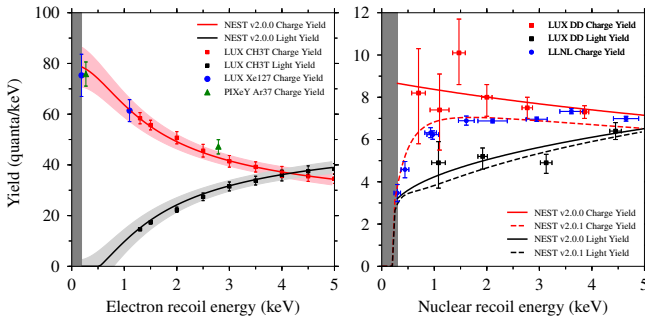 NEST v2.0.0 Charge Yield
NEST v2.0.0 Light Yield
LUX CH3T Charge Yield
LUX CH3T Light Yield
LUX Xe127 Charge Yield
PIXeY Ar37 Charge Yield
100
80
60
40
20
0
Yield (quanta/keV)
0 1 2 3 4 5
Electron recoil energy (keV)
LUX DD Charge Yield
LUX DD Light Yield
LLNL Charge Yield
12
10
8
6
4
2
0
NEST v2.0.0 Charge Yield
NEST v2.0.1 Charge Yield
NEST v2.0.0 Light Yield
NEST v2.0.1 Light Yield
0 1 2 3 4 5
Nuclear recoil energy (keV)